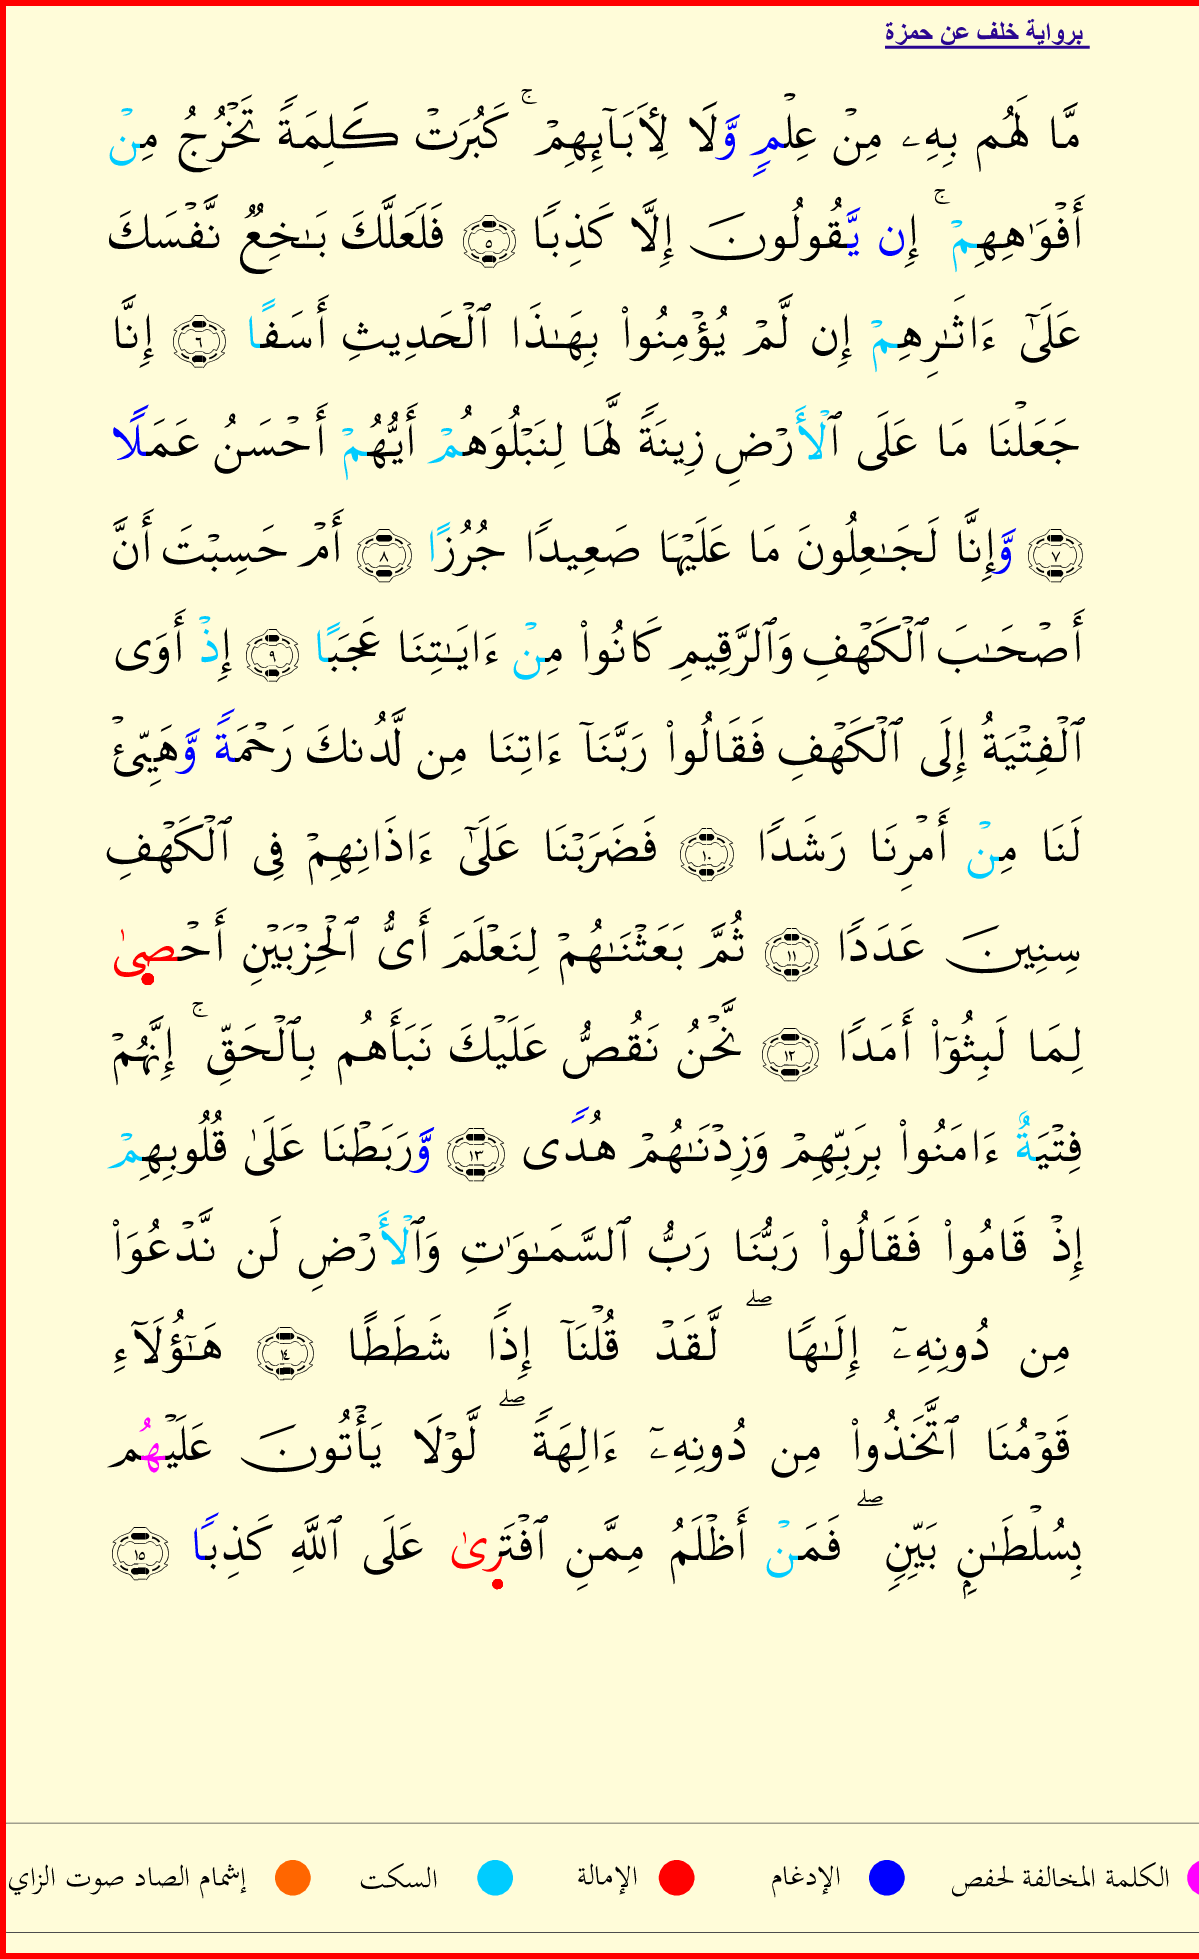 برواية خلف عن حمزة
مَّا لَهُم بِهِۦ مِنۡ عِلۡمٖ وَّلَا لِأٓبَآئِهِمۡۚ كَبُرَتۡ كَلِمَةٗ تَخۡرُجُ مِنۡ
أَفۡوَٰهِهِمۡۚ إِن يَّقُولُونَ إِلَّا كَذِبٗا ٥ فَلَعَلَّكَ بَٰخِعٞ نَّفۡسَكَ
عَلَىٰٓ ءَاثَٰرِهِمۡ إِن لَّمۡ يُؤۡمِنُواْ بِهَٰذَا ٱلۡحَدِيثِ أَسَفًا ٦ إِنَّا
جَعَلۡنَا مَا عَلَى ٱلۡأَرۡضِ زِينَةٗ لَّهَا لِنَبۡلُوَهُمۡ أَيُّهُمۡ أَحۡسَنُ عَمَلٗا
٧ وَّإِنَّا لَجَٰعِلُونَ مَا عَلَيۡهَا صَعِيدٗا جُرُزًا ٨ أَمۡ حَسِبۡتَ أَنَّ
أَصۡحَٰبَ ٱلۡكَهۡفِ وَٱلرَّقِيمِ كَانُواْ مِنۡ ءَايَٰتِنَا عَجَبًا ٩ إِذۡ أَوَى
ٱلۡفِتۡيَةُ إِلَى ٱلۡكَهۡفِ فَقَالُواْ رَبَّنَآ ءَاتِنَا مِن لَّدُنكَ رَحۡمَةٗ وَّهَيِّئۡ
لَنَا مِنۡ أَمۡرِنَا رَشَدٗا ١٠ فَضَرَبۡنَا عَلَىٰٓ ءَاذَانِهِمۡ فِي ٱلۡكَهۡفِ
سِنِينَ عَدَدٗا ١١ ثُمَّ بَعَثۡنَٰهُمۡ لِنَعۡلَمَ أَيُّ ٱلۡحِزۡبَيۡنِ أَحۡصِىٰ
لِمَا لَبِثُوٓاْ أَمَدٗا ١٢ نَّحۡنُ نَقُصُّ عَلَيۡكَ نَبَأَهُم بِٱلۡحَقِّۚ إِنَّهُمۡ
فِتۡيَةٌ ءَامَنُواْ بِرَبِّهِمۡ وَزِدۡنَٰهُمۡ هُدٗى ١٣ وَّرَبَطۡنَا عَلَىٰ قُلُوبِهِمۡ
إِذۡ قَامُواْ فَقَالُواْ رَبُّنَا رَبُّ ٱلسَّمَٰوَٰتِ وَٱلۡأَرۡضِ لَن نَّدۡعُوَاْ
مِن دُونِهِۦٓ إِلَٰهٗاۖ لَّقَدۡ قُلۡنَآ إِذٗا شَطَطًا ١٤ هَٰٓؤُلَآءِ
قَوۡمُنَا ٱتَّخَذُواْ مِن دُونِهِۦٓ ءَالِهَةٗۖ لَّوۡلَا يَأۡتُونَ عَلَيۡهُم
بِسُلۡطَٰنِۭ بَيِّنٖۖ فَمَنۡ أَظۡلَمُ مِمَّنِ ٱفۡتَرِىٰ عَلَى ٱللَّهِ كَذِبٗا ١٥
الكلمة المخالفة لحفص الإدغام الإمالة السكت إشمام الصاد صوت الزاي